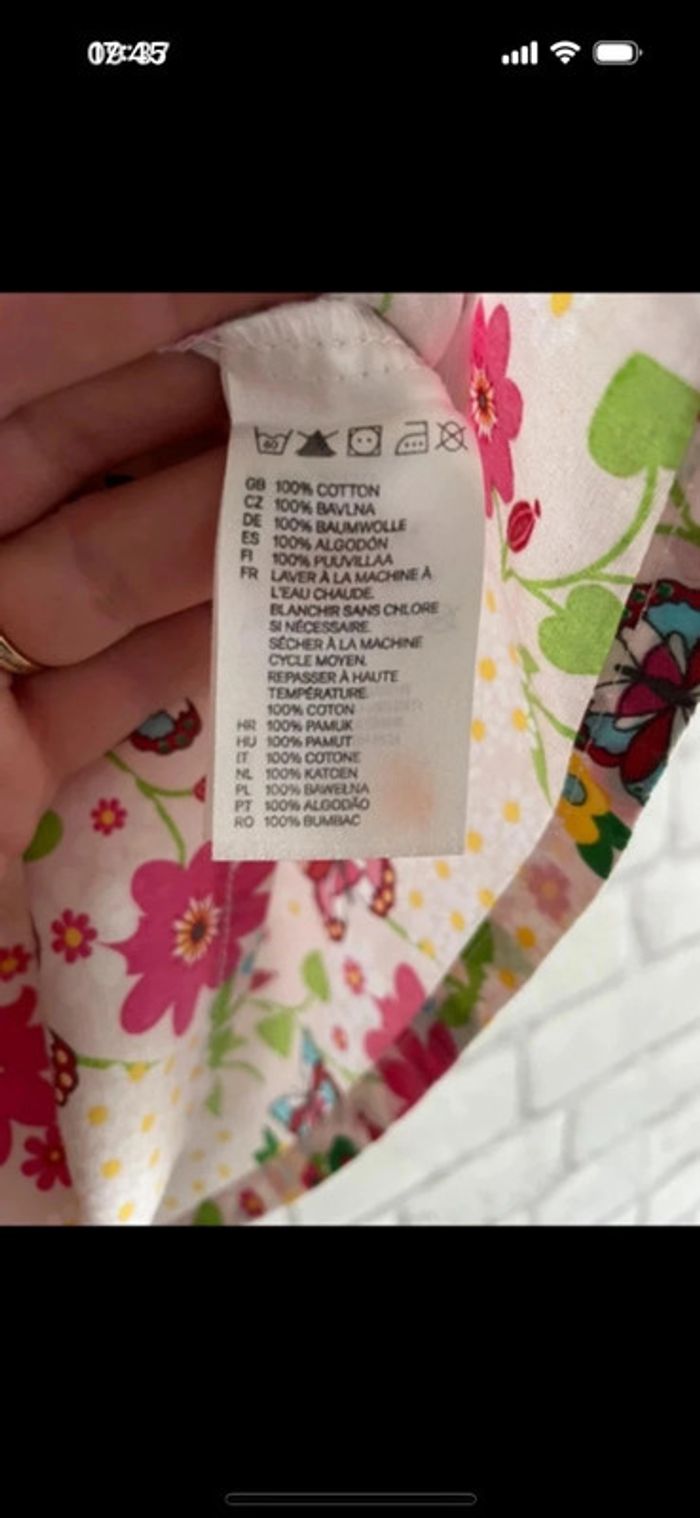 60
GB 100% COTTON
CZ 100% BAVLNA
DE 100% BAUMWOLLE
ES 100% ALGODÓN
FI 100% PUUVILLAA
FR LAVER À LA MACHINE À
L'EAU CHAUDE.
BLANCHIR SANS CHLORE
SI NÉCESSAIRE.
SÉCHER À LA MACHINE
CYCLE MOYEN.
REPASSER À HAUTE
TEMPÉRATURE.
100% COTON
HR 100% PAMUK
HU 100% PAMUT
IT 100% COTONE
NL 100% KATOEN
PL 100% BAWEŁNA
PT 100% ALGODÃO
RO 100% BUMBAC